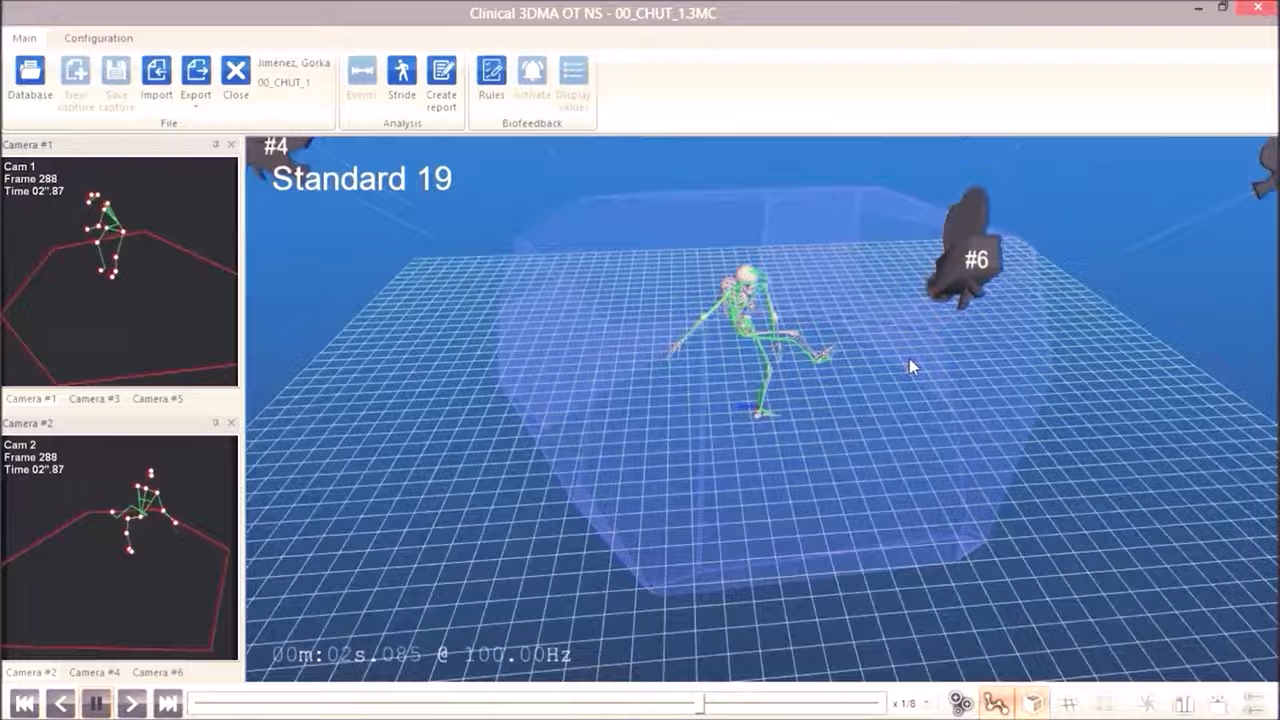 Clinical 3DMA OT NS - 00_CHUT_1.3MC
Main Configuration
Database
New capture
Save capture
Import
Export
Close
Jiménez, Gorka
00_CHUT_1
File
Events
Stride
Create report
Analysis
Rules
Activate
Display values
Biofeedback
Camera #1
Cam 1
Frame 288
Time 02".87
Camera #1 Camera #3 Camera #5
Camera #2
Cam 2
Frame 288
Time 02".87
Camera #2 Camera #4 Camera #6
#4
Standard 19
#6
00m:02s.085 @ 100.00Hz
x 1/8